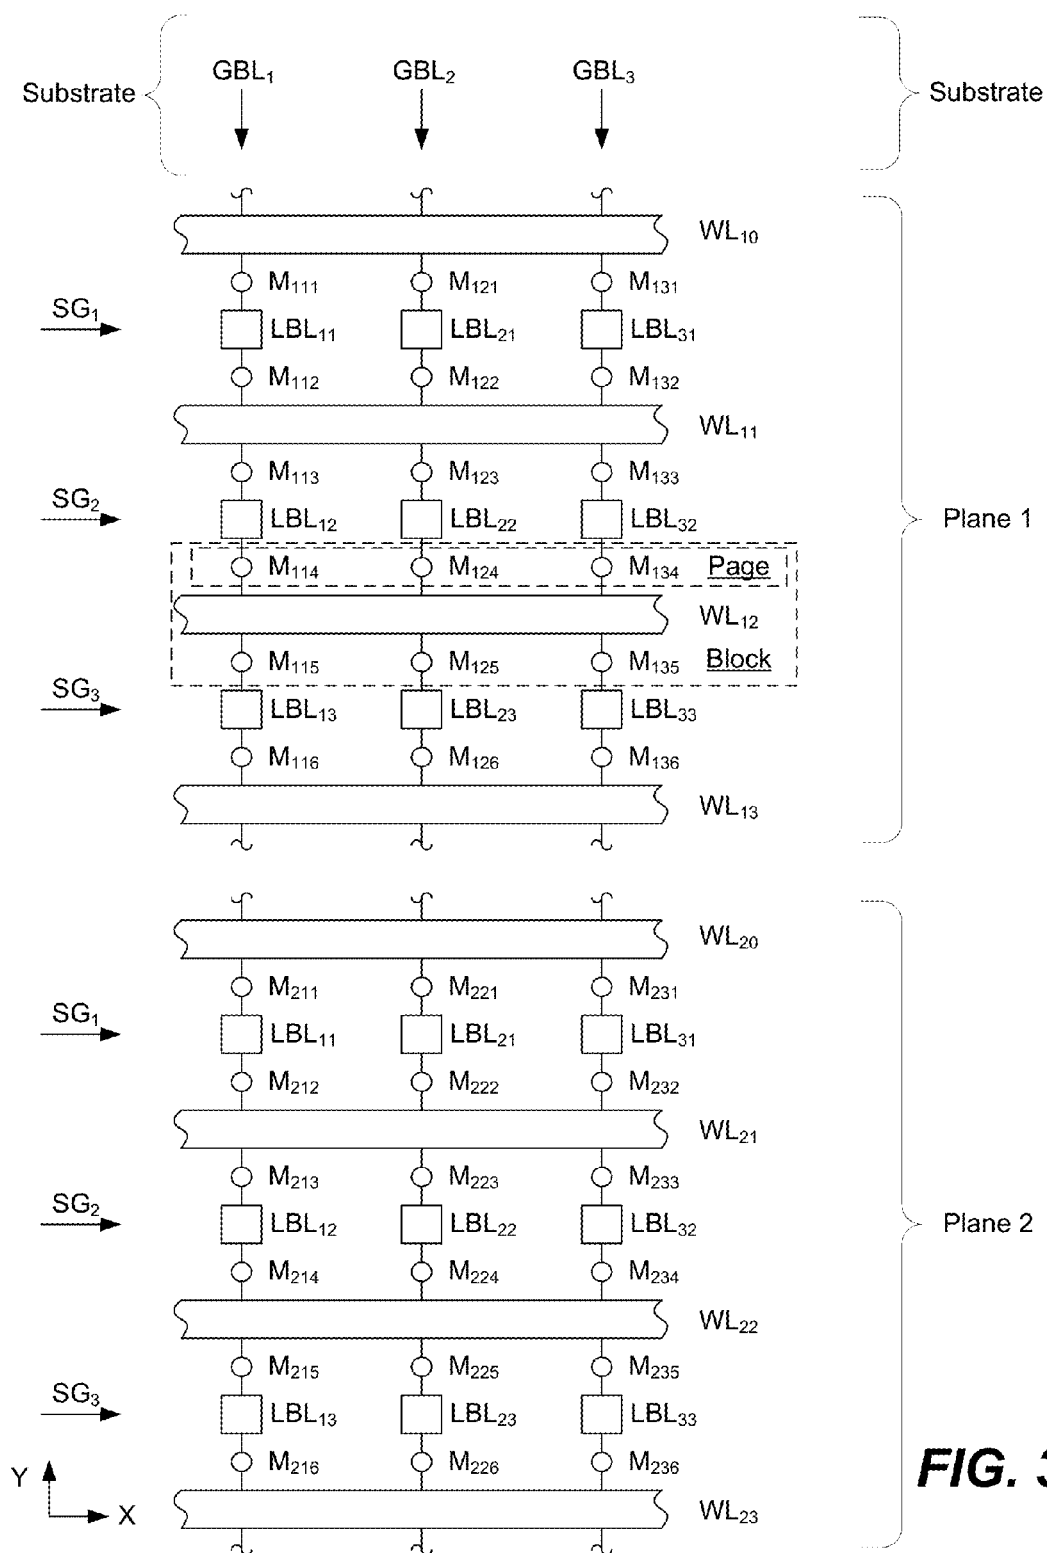 GBL₁ GBL₂ GBL₃
Substrate Substrate
WL₁₀
M₁₁₁ M₁₂₁ M₁₃₁
SG₁ LBL₁₁ LBL₂₁ LBL₃₁
M₁₁₂ M₁₂₂ M₁₃₂
WL₁₁
M₁₁₃ M₁₂₃ M₁₃₃
SG₂ LBL₁₂ LBL₂₂ LBL₃₂ Plane 1
M₁₁₄ M₁₂₄ M₁₃₄ Page
WL₁₂
M₁₁₅ M₁₂₅ M₁₃₅ Block
SG₃ LBL₁₃ LBL₂₃ LBL₃₃
M₁₁₆ M₁₂₆ M₁₃₆
WL₁₃
WL₂₀
M₂₁₁ M₂₂₁ M₂₃₁
SG₁ LBL₁₁ LBL₂₁ LBL₃₁
M₂₁₂ M₂₂₂ M₂₃₂
WL₂₁
M₂₁₃ M₂₂₃ M₂₃₃
SG₂ LBL₁₂ LBL₂₂ LBL₃₂ Plane 2
M₂₁₄ M₂₂₄ M₂₃₄
WL₂₂
M₂₁₅ M₂₂₅ M₂₃₅
SG₃ LBL₁₃ LBL₂₃ LBL₃₃
M₂₁₆ M₂₂₆ M₂₃₆
Y X
FIG. 3
WL₂₃